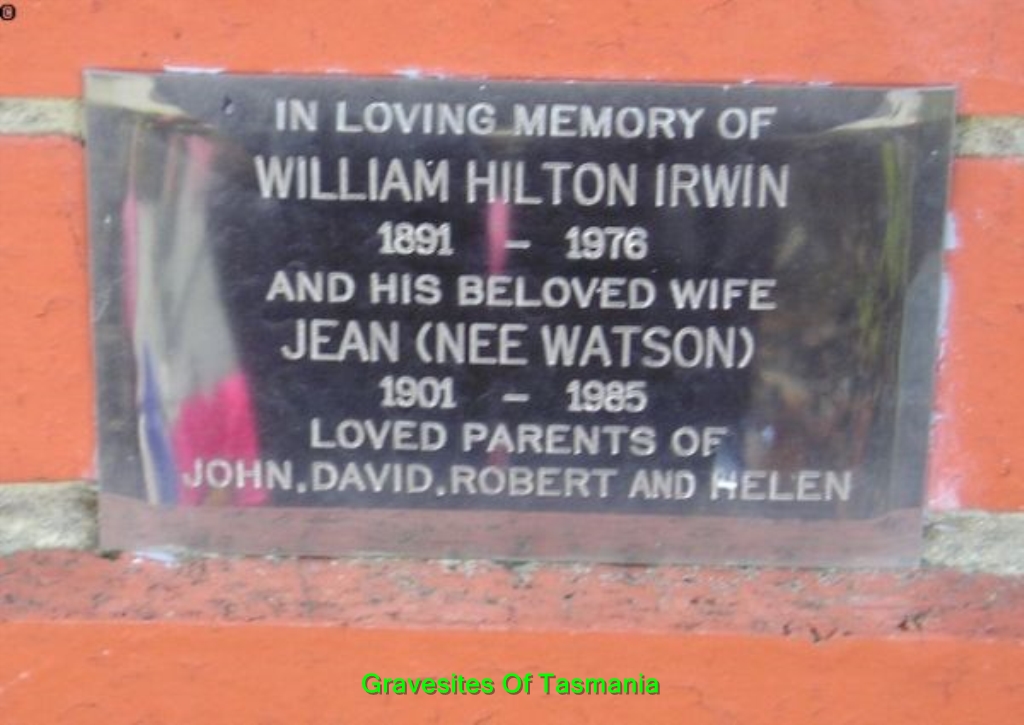 ©
IN LOVING MEMORY OF
WILLIAM HILTON IRWIN
1891 – 1976
AND HIS BELOVED WIFE
JEAN (NEE WATSON)
1901 – 1985
LOVED PARENTS OF
JOHN, DAVID, ROBERT AND HELEN
Gravesites Of Tasmania